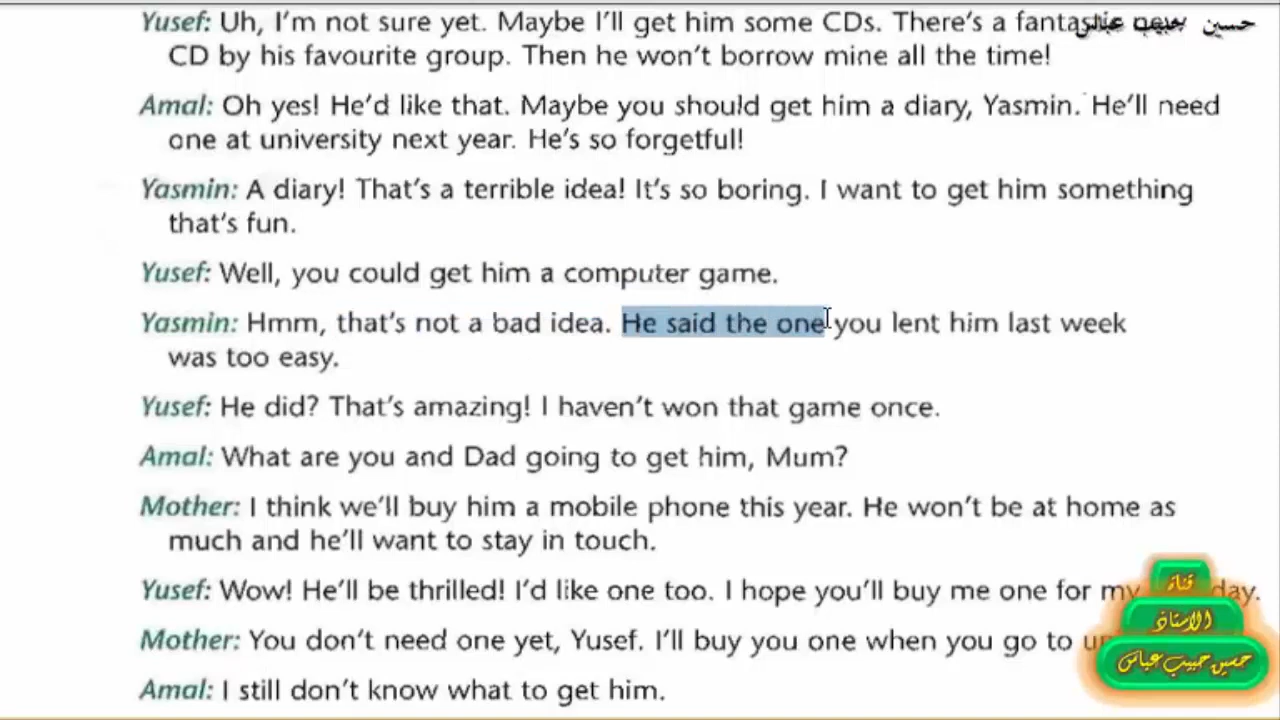 Yusef: Uh, I'm not sure yet. Maybe I'll get him some CDs. There's a fantastic new
حسين حبيب عباس
CD by his favourite group. Then he won't borrow mine all the time!
Amal: Oh yes! He'd like that. Maybe you should get him a diary, Yasmin. He'll need
one at university next year. He's so forgetful!
Yasmin: A diary! That's a terrible idea! It's so boring. I want to get him something
that's fun.
Yusef: Well, you could get him a computer game.
Yasmin: Hmm, that's not a bad idea. He said the one you lent him last week
was too easy.
Yusef: He did? That's amazing! I haven't won that game once.
Amal: What are you and Dad going to get him, Mum?
Mother: I think we'll buy him a mobile phone this year. He won't be at home as
much and he'll want to stay in touch.
Yusef: Wow! He'll be thrilled! I'd like one too. I hope you'll buy me one for my day.
Mother: You don't need one yet, Yusef. I'll buy you one when you go to
Amal: I still don't know what to get him.
قناة
الاستاذ
حسين حبيب عباس